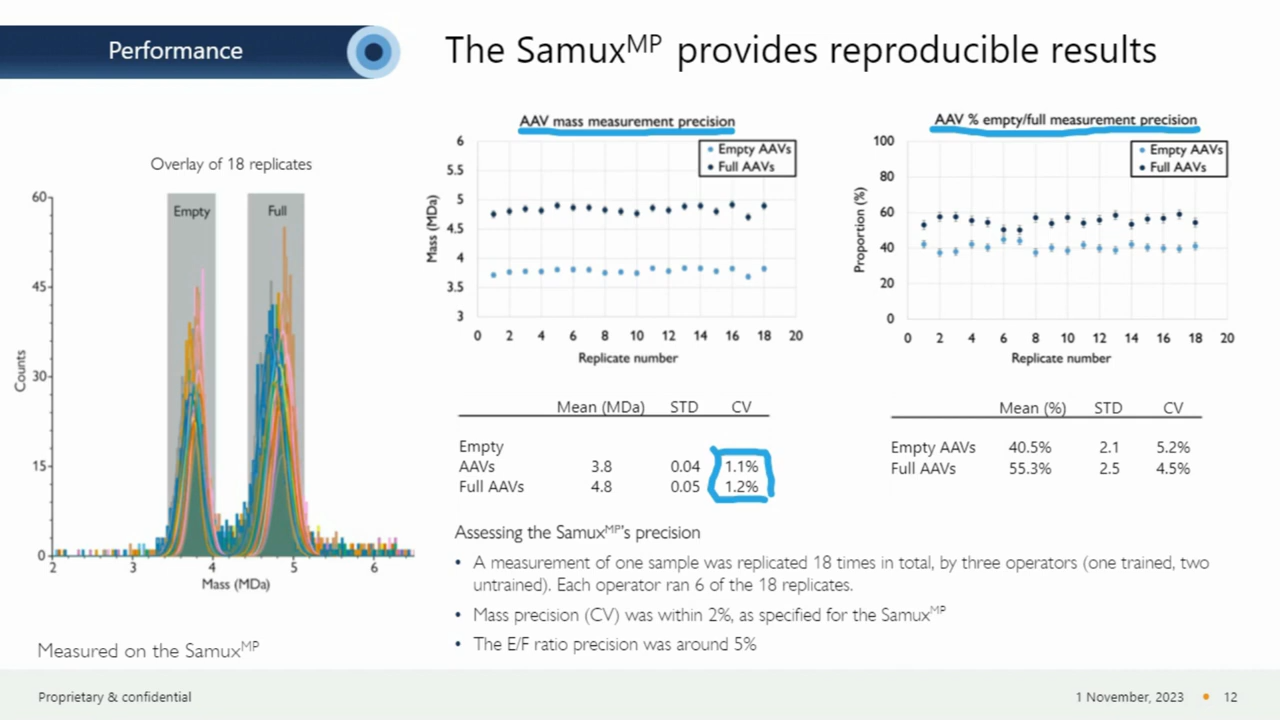 Performance
The Samuxᴹᴾ provides reproducible results
Overlay of 18 replicates
60
45
30
15
0
Counts
Empty
Full
2 3 4 5 6
Mass (MDa)
Measured on the Samuxᴹᴾ
AAV mass measurement precision
Empty AAVs
Full AAVs
6
5.5
5
4.5
4
3.5
3
Mass (MDa)
0 2 4 6 8 10 12 14 16 18 20
Replicate number
AAV % empty/full measurement precision
Empty AAVs
Full AAVs
100
80
60
40
20
0
Proportion (%)
0 2 4 6 8 10 12 14 16 18 20
Replicate number
Mean (MDa) STD CV
Empty
AAVs 3.8 0.04 1.1%
Full AAVs 4.8 0.05 1.2%
Mean (%) STD CV
Empty AAVs 40.5% 2.1 5.2%
Full AAVs 55.3% 2.5 4.5%
Assessing the Samuxᴹᴾ's precision
• A measurement of one sample was replicated 18 times in total, by three operators (one trained, two
untrained). Each operator ran 6 of the 18 replicates.
• Mass precision (CV) was within 2%, as specified for the Samuxᴹᴾ
• The E/F ratio precision was around 5%
Proprietary & confidential
1 November, 2023 • 12